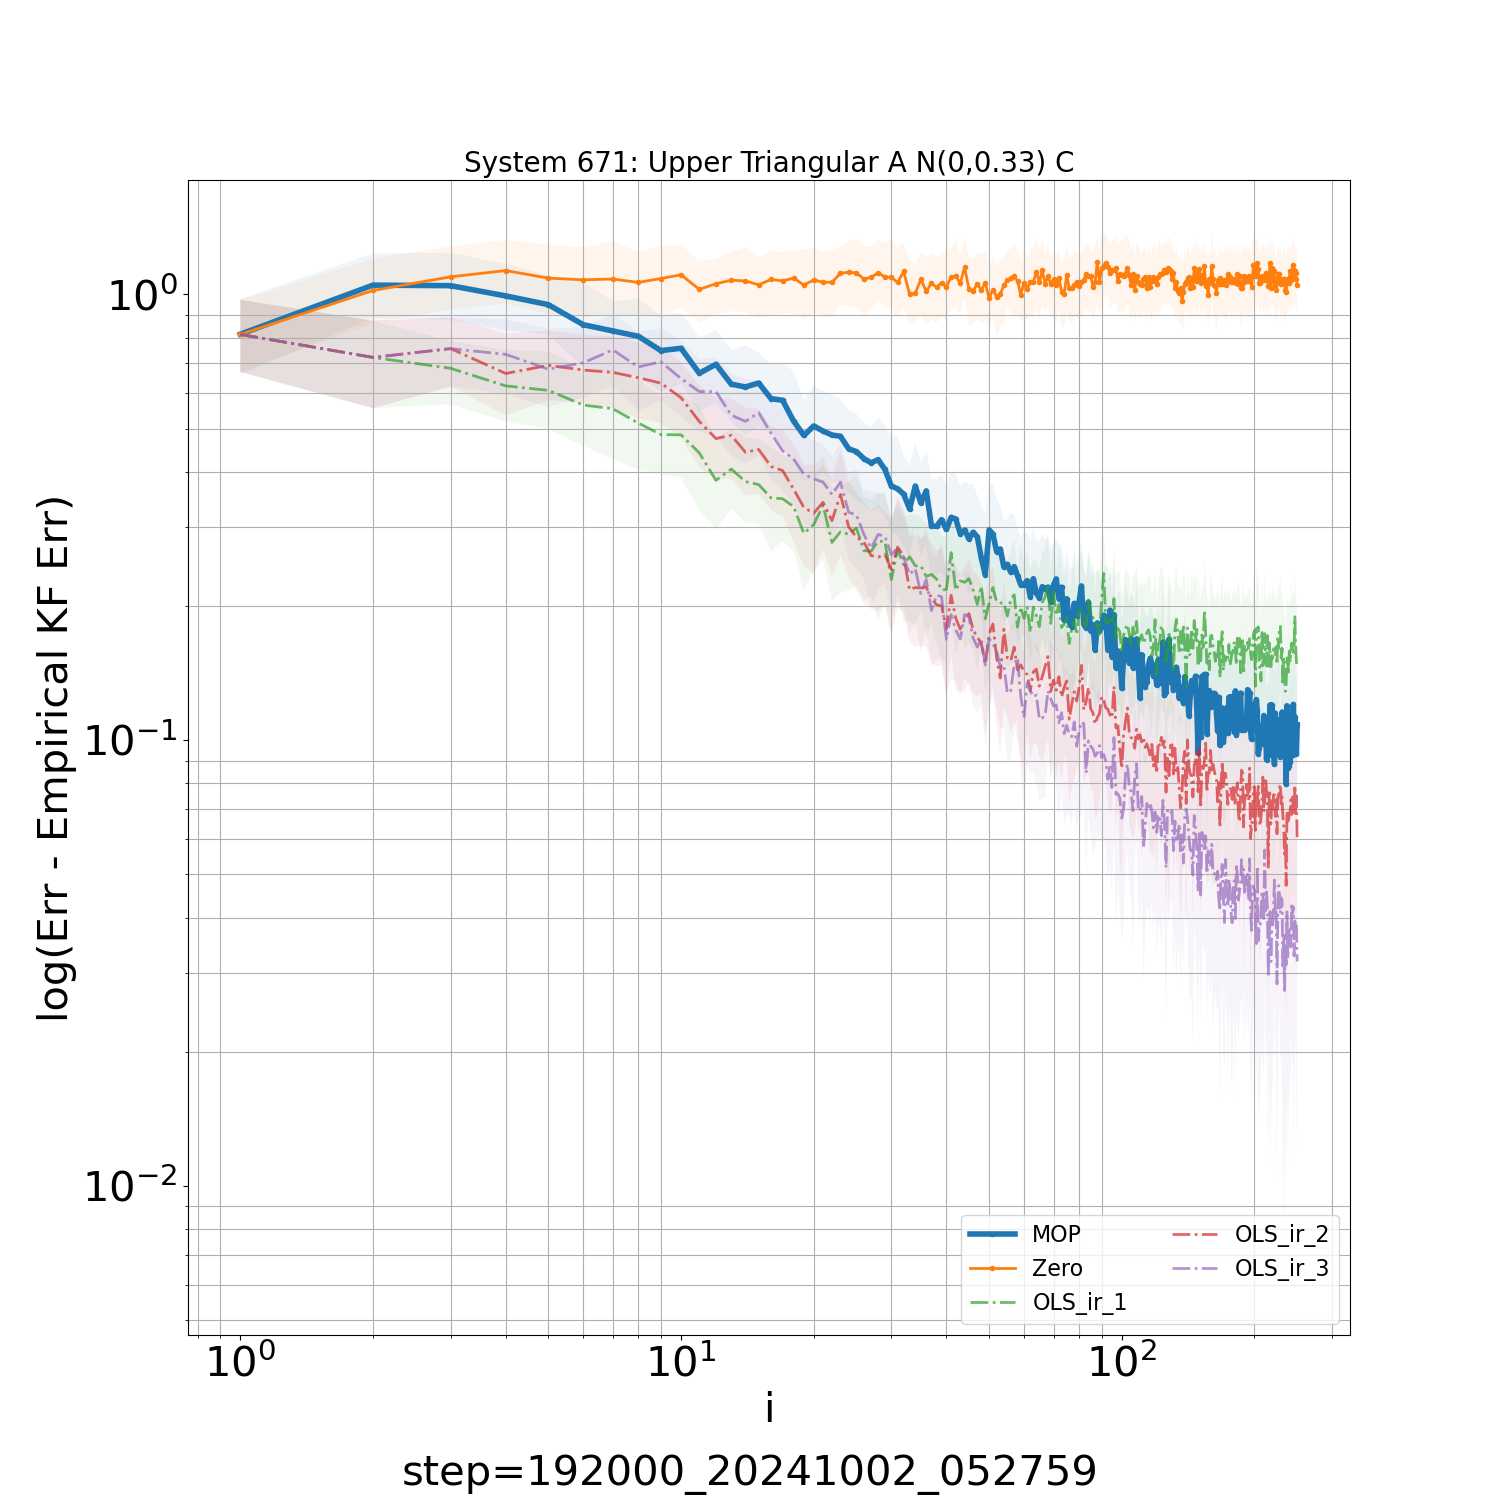 System 671: Upper Triangular A N(0,0.33) C
log(Err - Empirical KF Err)
10⁰
10⁻¹
10⁻²
10⁰
10¹
10²
i
MOP
Zero
OLS_ir_1
OLS_ir_2
OLS_ir_3
step=192000_20241002_052759